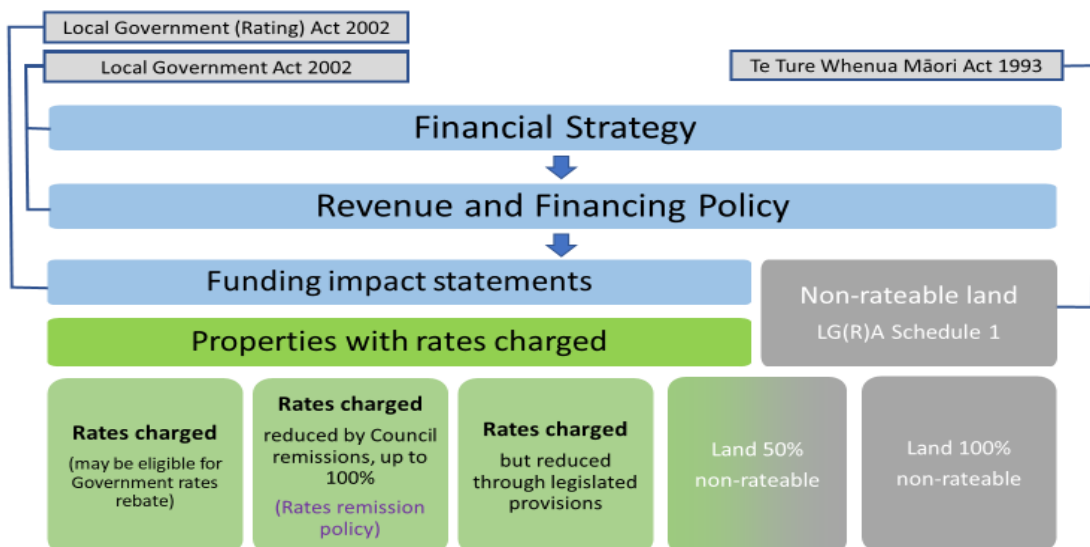 Local Government (Rating) Act 2002
Local Government Act 2002
Te Ture Whenua Māori Act 1993
Financial Strategy
Revenue and Financing Policy
Funding impact statements
Non-rateable land
LG(R)A Schedule 1
Properties with rates charged
Rates charged
(may be eligible for
Government rates
rebate)
Rates charged
reduced by Council
remissions, up to
100%
(Rates remission
policy)
Rates charged
but reduced
through legislated
provisions
Land 50%
non-rateable
Land 100%
non-rateable